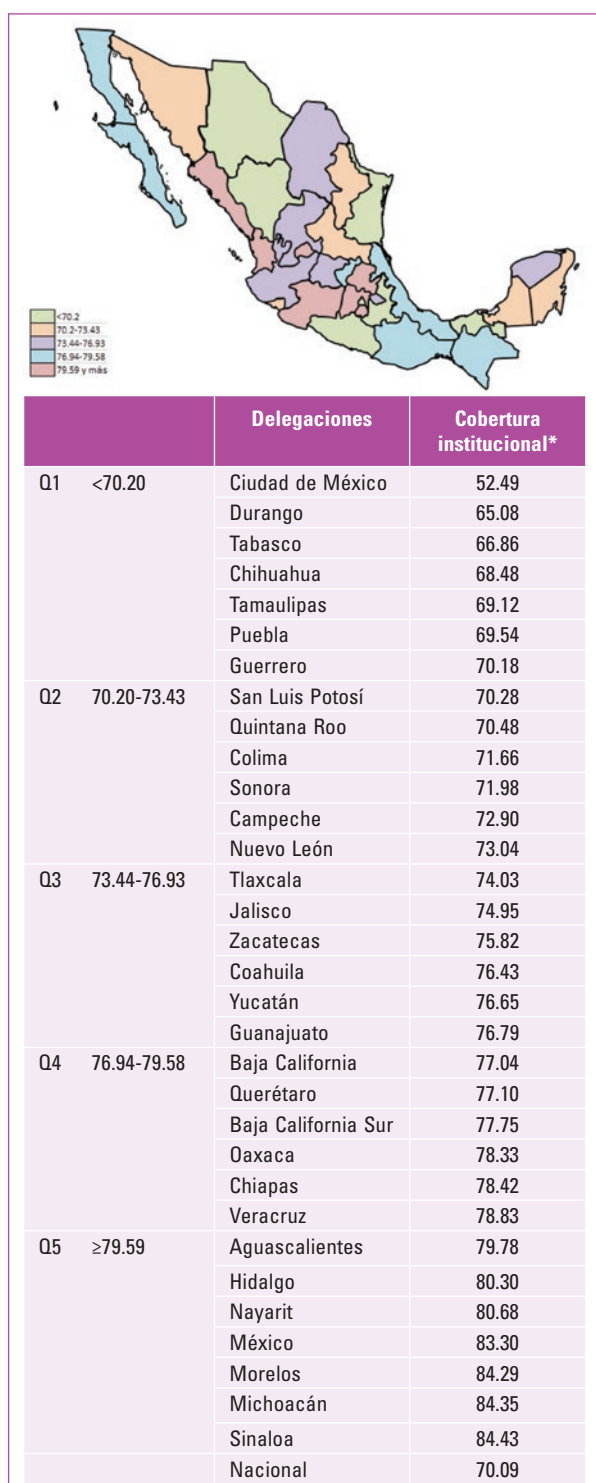 <70.2
70.2-73.43
73.44-76.93
76.94-79.58
79.59 y más
Delegaciones Cobertura institucional*
Q1 <70.20 Ciudad de México 52.49
Durango 65.08
Tabasco 66.86
Chihuahua 68.48
Tamaulipas 69.12
Puebla 69.54
Guerrero 70.18
Q2 70.20-73.43 San Luis Potosí 70.28
Quintana Roo 70.48
Colima 71.66
Sonora 71.98
Campeche 72.90
Nuevo León 73.04
Q3 73.44-76.93 Tlaxcala 74.03
Jalisco 74.95
Zacatecas 75.82
Coahuila 76.43
Yucatán 76.65
Guanajuato 76.79
Q4 76.94-79.58 Baja California 77.04
Querétaro 77.10
Baja California Sur 77.75
Oaxaca 78.33
Chiapas 78.42
Veracruz 78.83
Q5 ≥79.59 Aguascalientes 79.78
Hidalgo 80.30
Nayarit 80.68
México 83.30
Morelos 84.29
Michoacán 84.35
Sinaloa 84.43
Nacional 70.09